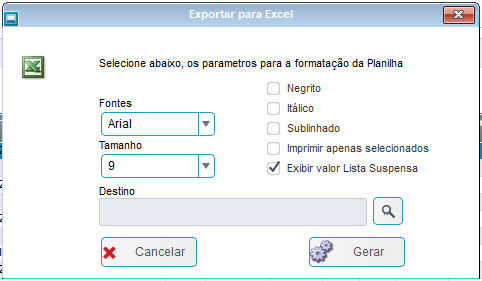 Exportar para Excel
Selecione abaixo, os parametros para a formatação da Planilha
Negrito
Fontes
Itálico
Arial
Sublinhado
Tamanho
Imprimir apenas selecionados
9
Exibir valor Lista Suspensa
Destino
Cancelar
Gerar